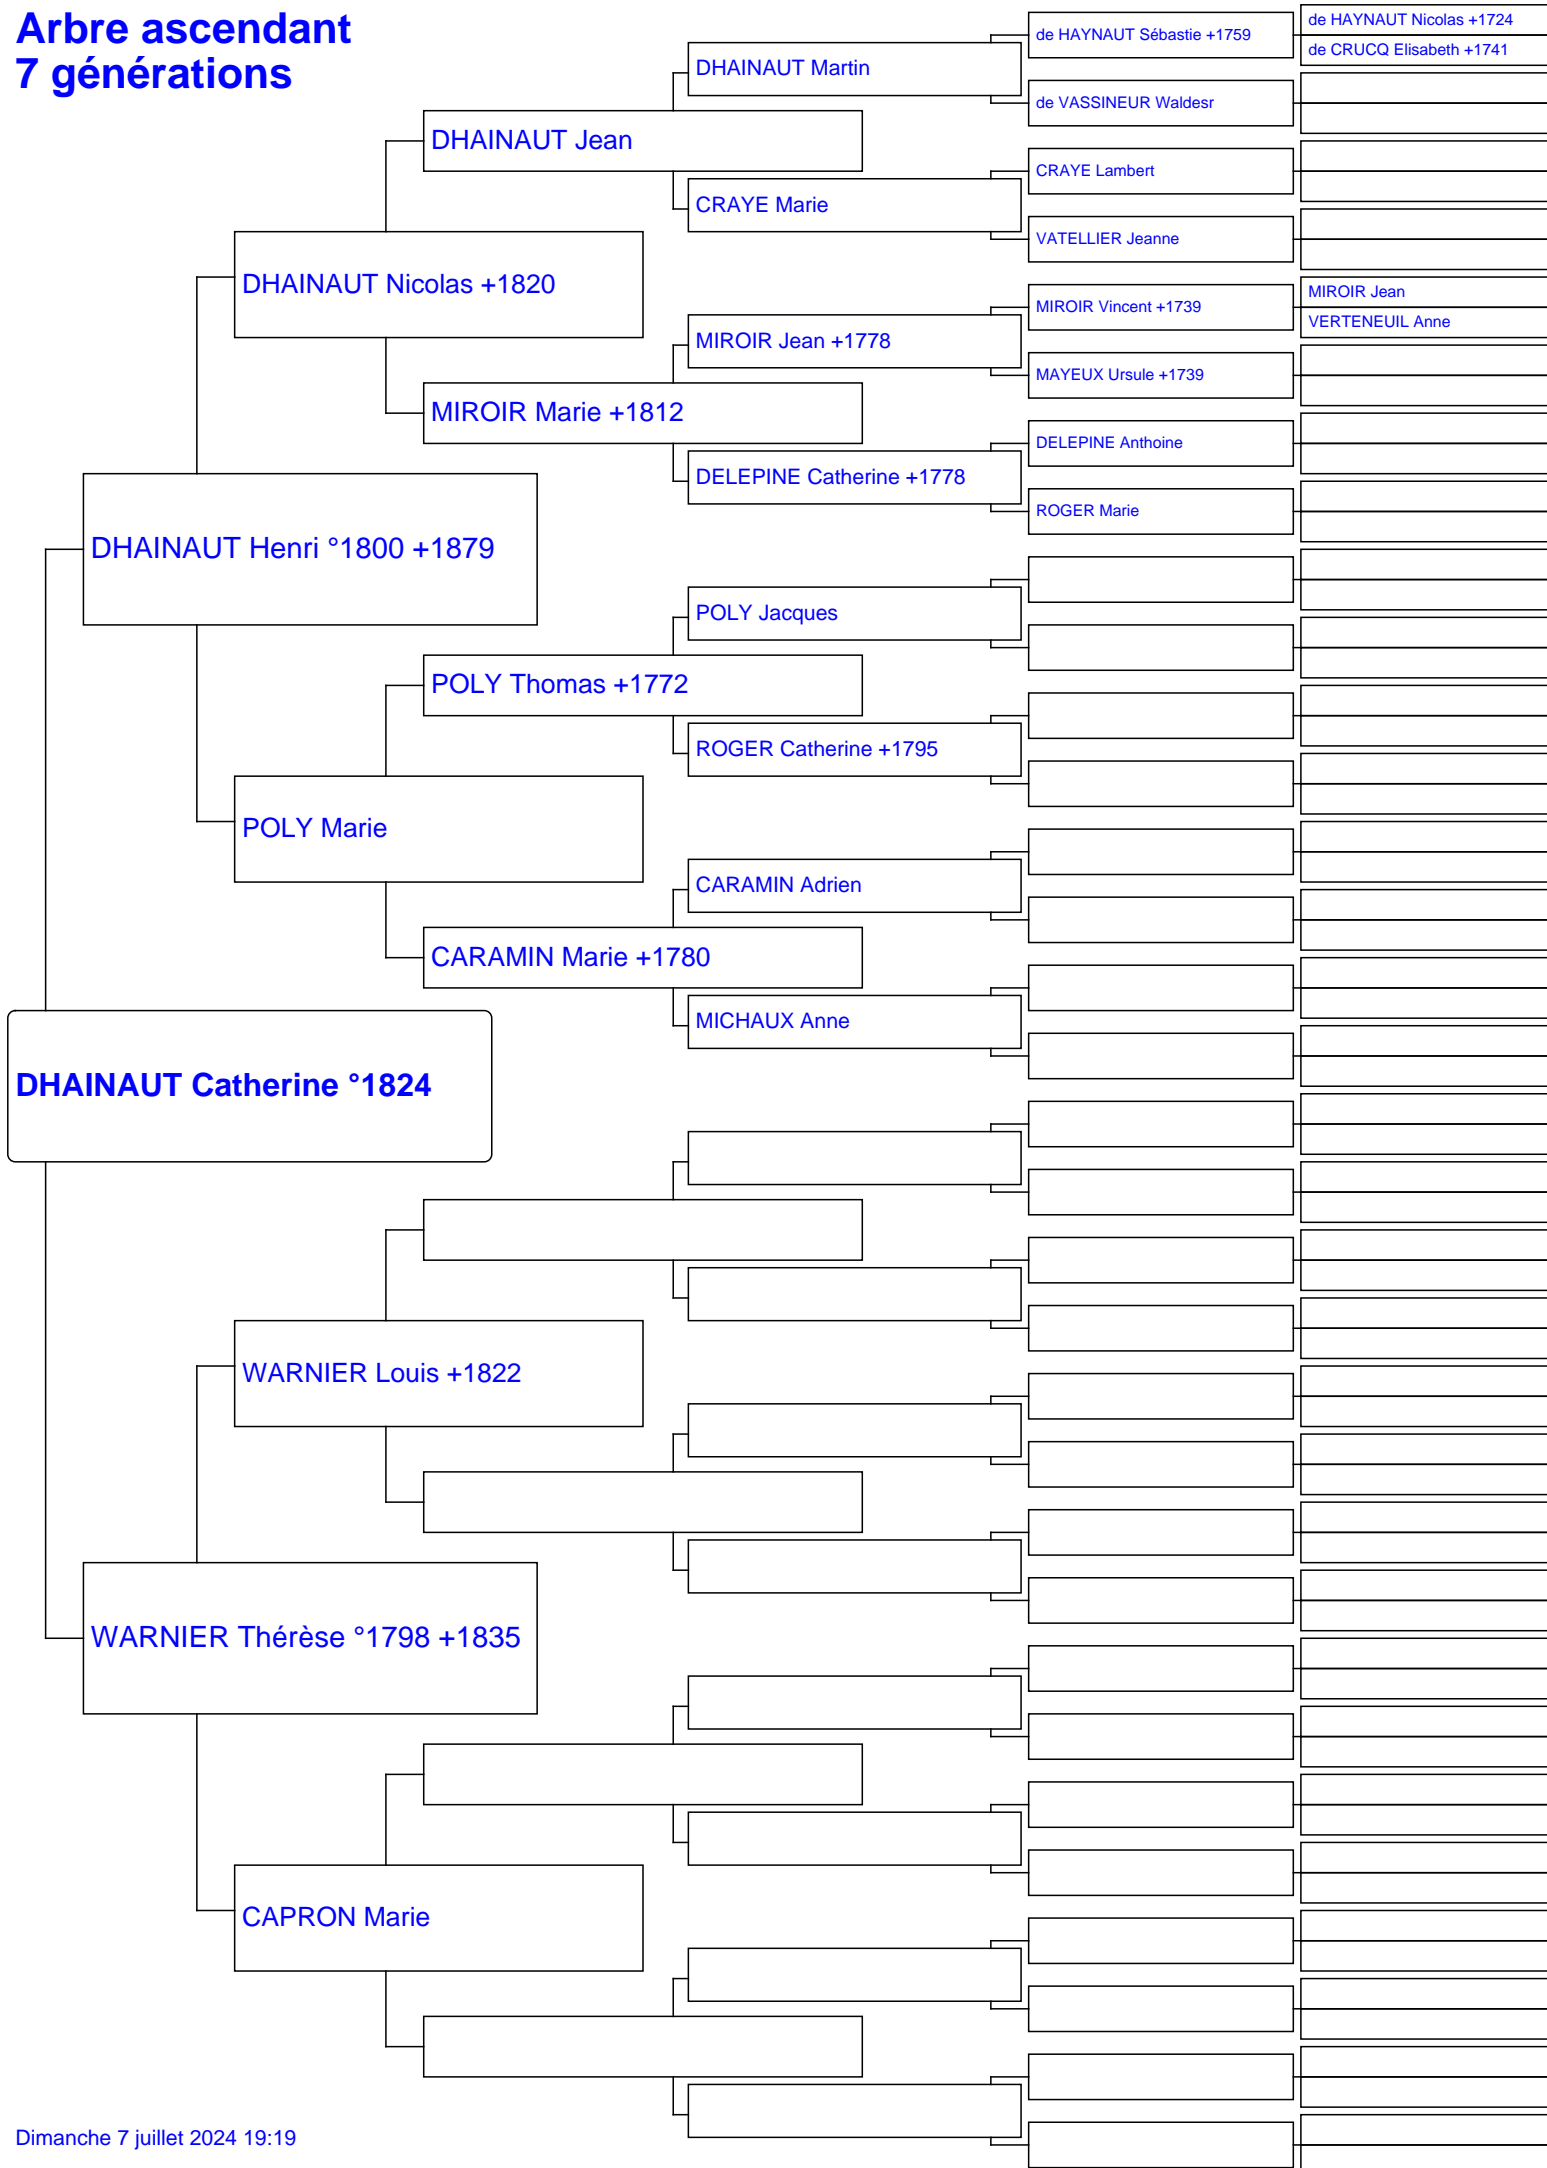 Arbre ascendant
7 générations
de HAYNAUT Nicolas +1724
de HAYNAUT Sébastie +1759
de CRUCQ Elisabeth +1741
DHAINAUT Martin
de VASSINEUR Waldesr
DHAINAUT Jean
CRAYE Lambert
CRAYE Marie
VATELLIER Jeanne
DHAINAUT Nicolas +1820
MIROIR Jean
MIROIR Vincent +1739
VERTENEUIL Anne
MIROIR Jean +1778
MAYEUX Ursule +1739
MIROIR Marie +1812
DELEPINE Anthoine
DELEPINE Catherine +1778
ROGER Marie
DHAINAUT Henri °1800 +1879
POLY Jacques
POLY Thomas +1772
ROGER Catherine +1795
POLY Marie
CARAMIN Adrien
CARAMIN Marie +1780
MICHAUX Anne
DHAINAUT Catherine °1824
WARNIER Louis +1822
WARNIER Thérèse °1798 +1835
CAPRON Marie
Dimanche 7 juillet 2024 19:19